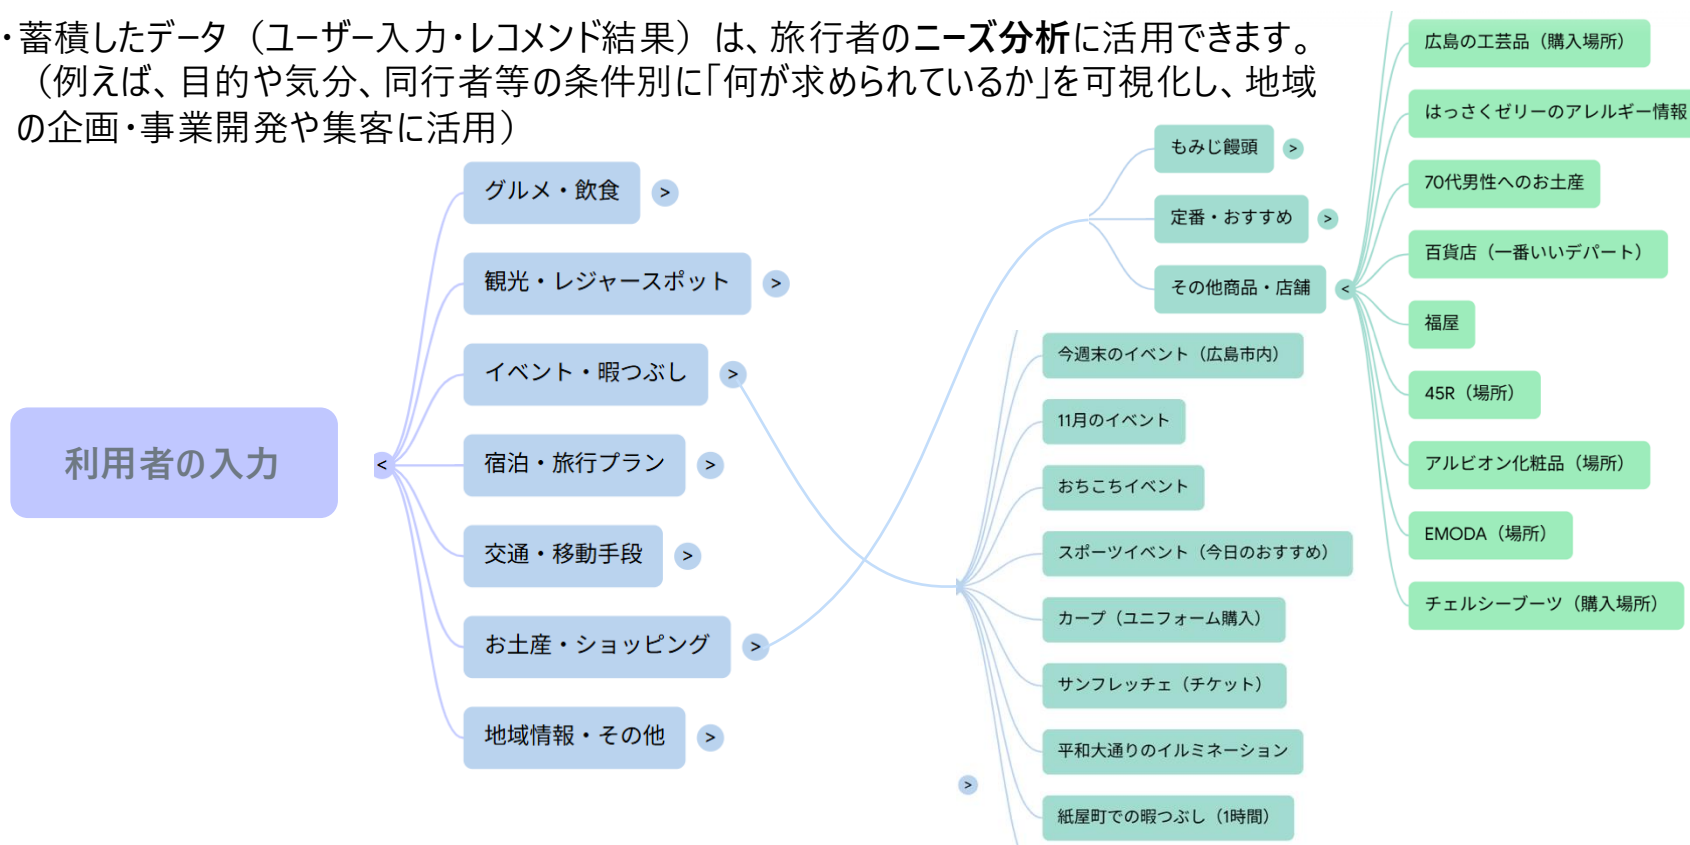 ・蓄積したデータ（ユーザー入力・レコメンド結果）は、旅行者のニーズ分析に活用できます。
（例えば、目的や気分、同行者等の条件別に「何が求められているか」を可視化し、地域
の企画・事業開発や集客に活用）
利用者の入力
<
グルメ・飲食
>
観光・レジャースポット
>
イベント・暇つぶし
>
宿泊・旅行プラン
>
交通・移動手段
>
お土産・ショッピング
>
地域情報・その他
>
もみじ饅頭
>
定番・おすすめ
>
その他商品・店舗
<
今週末のイベント（広島市内）
11月のイベント
おちこちイベント
スポーツイベント（今日のおすすめ）
カープ（ユニフォーム購入）
サンフレッチェ（チケット）
平和大通りのイルミネーション
>
紙屋町での暇つぶし（1時間）
広島の工芸品（購入場所）
はっさくゼリーのアレルギー情報
70代男性へのお土産
百貨店（一番いいデパート）
福屋
45R（場所）
アルビオン化粧品（場所）
EMODA（場所）
チェルシーブーツ（購入場所）